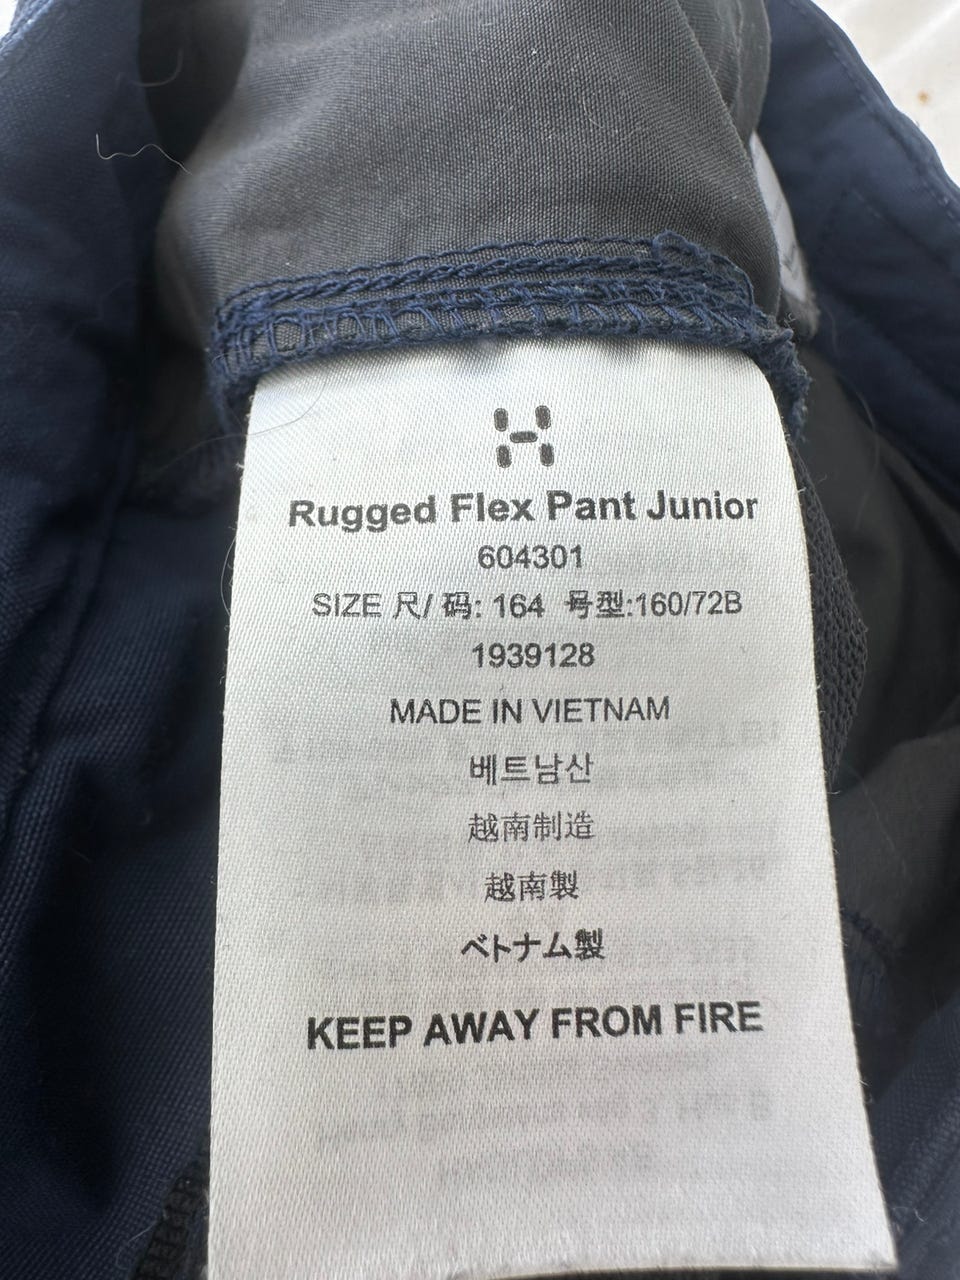 Rugged Flex Pant Junior
604301
SIZE 尺/ 码: 164 号型:160/72B
1939128
MADE IN VIETNAM
베트남산
越南制造
越南製
ベトナム製
KEEP AWAY FROM FIRE